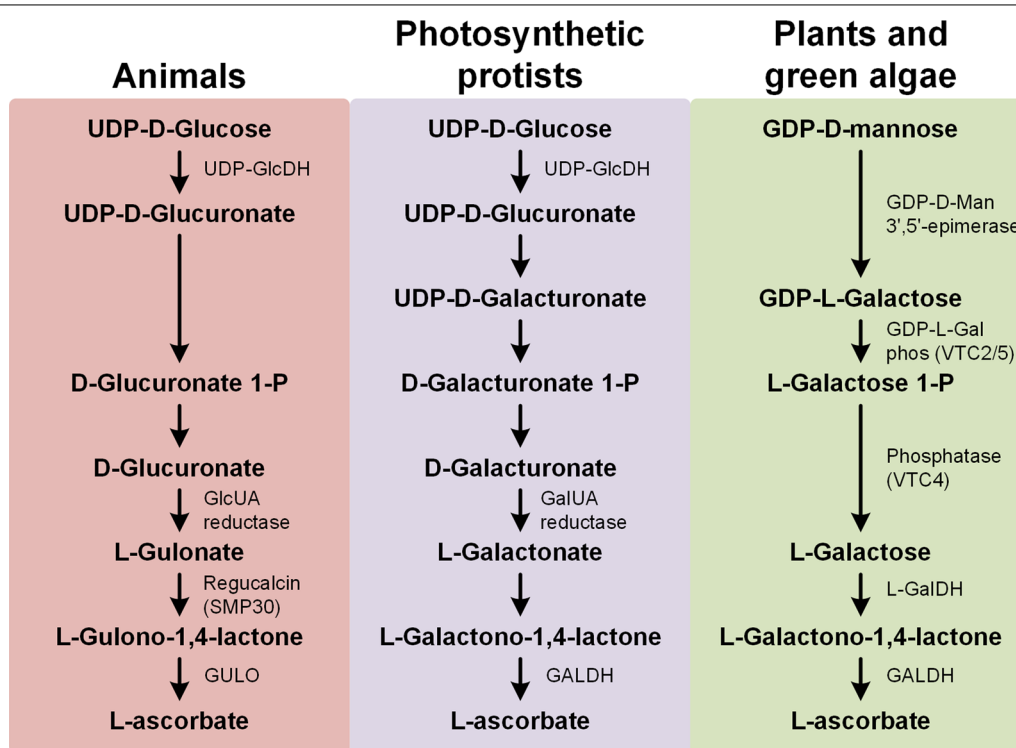 Animals
UDP-D-Glucose
UDP-GlcDH
UDP-D-Glucuronate
D-Glucuronate 1-P
D-Glucuronate
GlcUA
reductase
L-Gulonate
Regucalcin
(SMP30)
L-Gulono-1,4-lactone
GULO
L-ascorbate
Photosynthetic
protists
UDP-D-Glucose
UDP-GlcDH
UDP-D-Glucuronate
UDP-D-Galacturonate
D-Galacturonate 1-P
D-Galacturonate
GalUA
reductase
L-Galactonate
L-Galactono-1,4-lactone
GALDH
L-ascorbate
Plants and
green algae
GDP-D-mannose
GDP-D-Man
3',5'-epimerase
GDP-L-Galactose
GDP-L-Gal
phos (VTC2/5)
L-Galactose 1-P
Phosphatase
(VTC4)
L-Galactose
L-GalDH
L-Galactono-1,4-lactone
GALDH
L-ascorbate